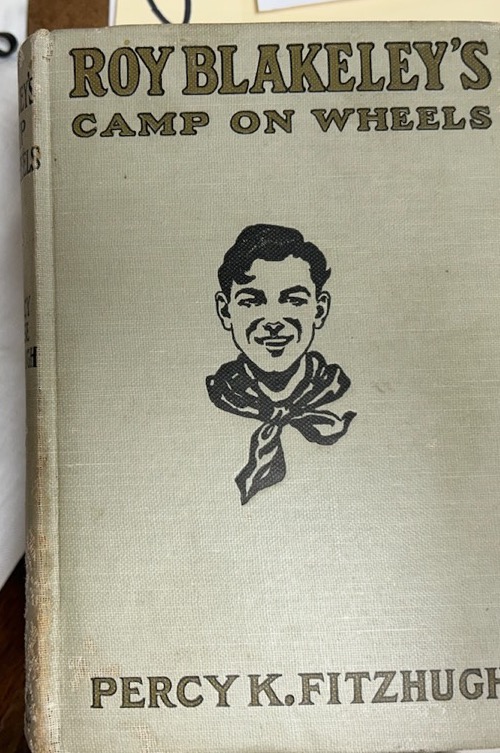 ROY BLAKELEY'S
CAMP ON WHEELS
PERCY K. FITZHUGH